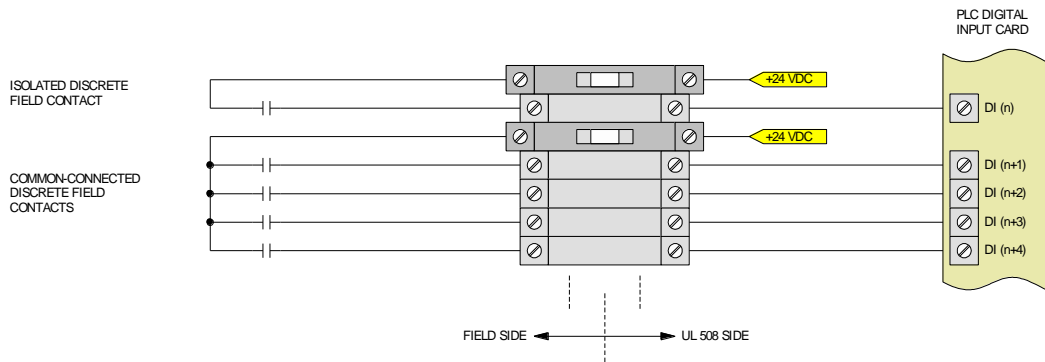 PLC DIGITAL
INPUT CARD
ISOLATED DISCRETE
FIELD CONTACT
+24 VDC
DI (n)
+24 VDC
COMMON-CONNECTED
DISCRETE FIELD
CONTACTS
DI (n+1)
DI (n+2)
DI (n+3)
DI (n+4)
FIELD SIDE
UL 508 SIDE